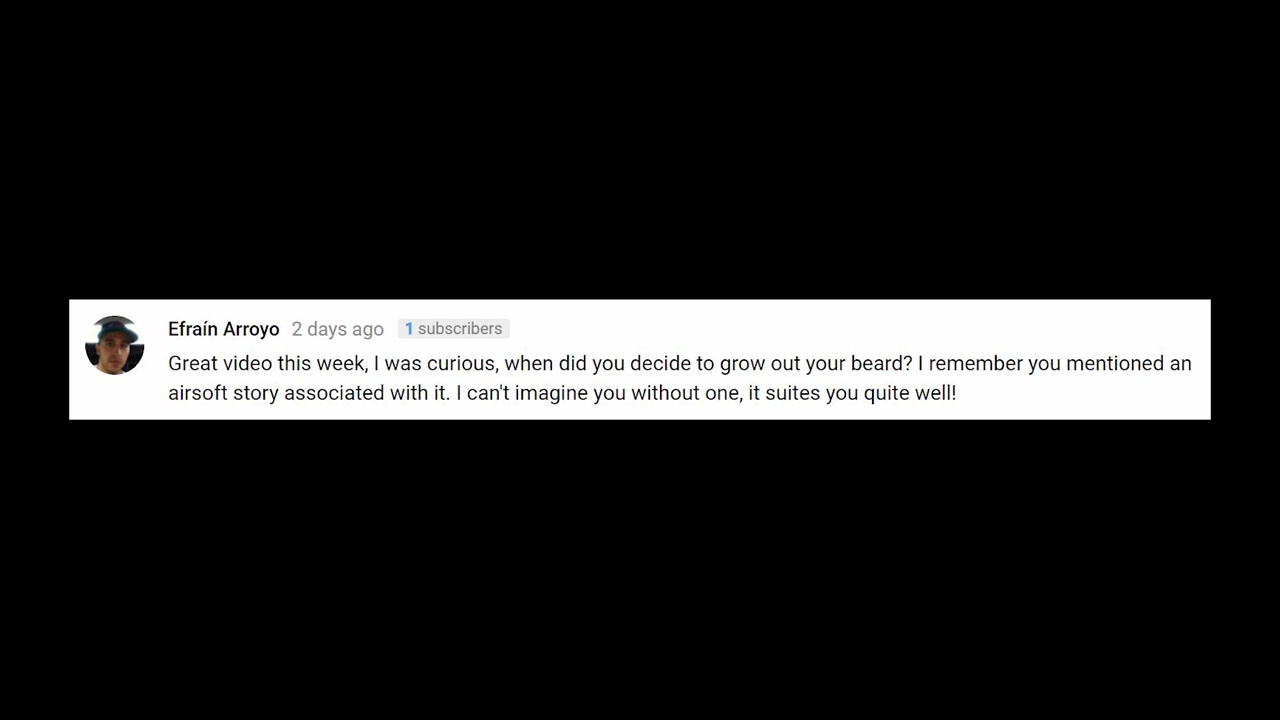 Efraín Arroyo 2 days ago 1 subscribers
Great video this week, I was curious, when did you decide to grow out your beard? I remember you mentioned an
airsoft story associated with it. I can't imagine you without one, it suites you quite well!